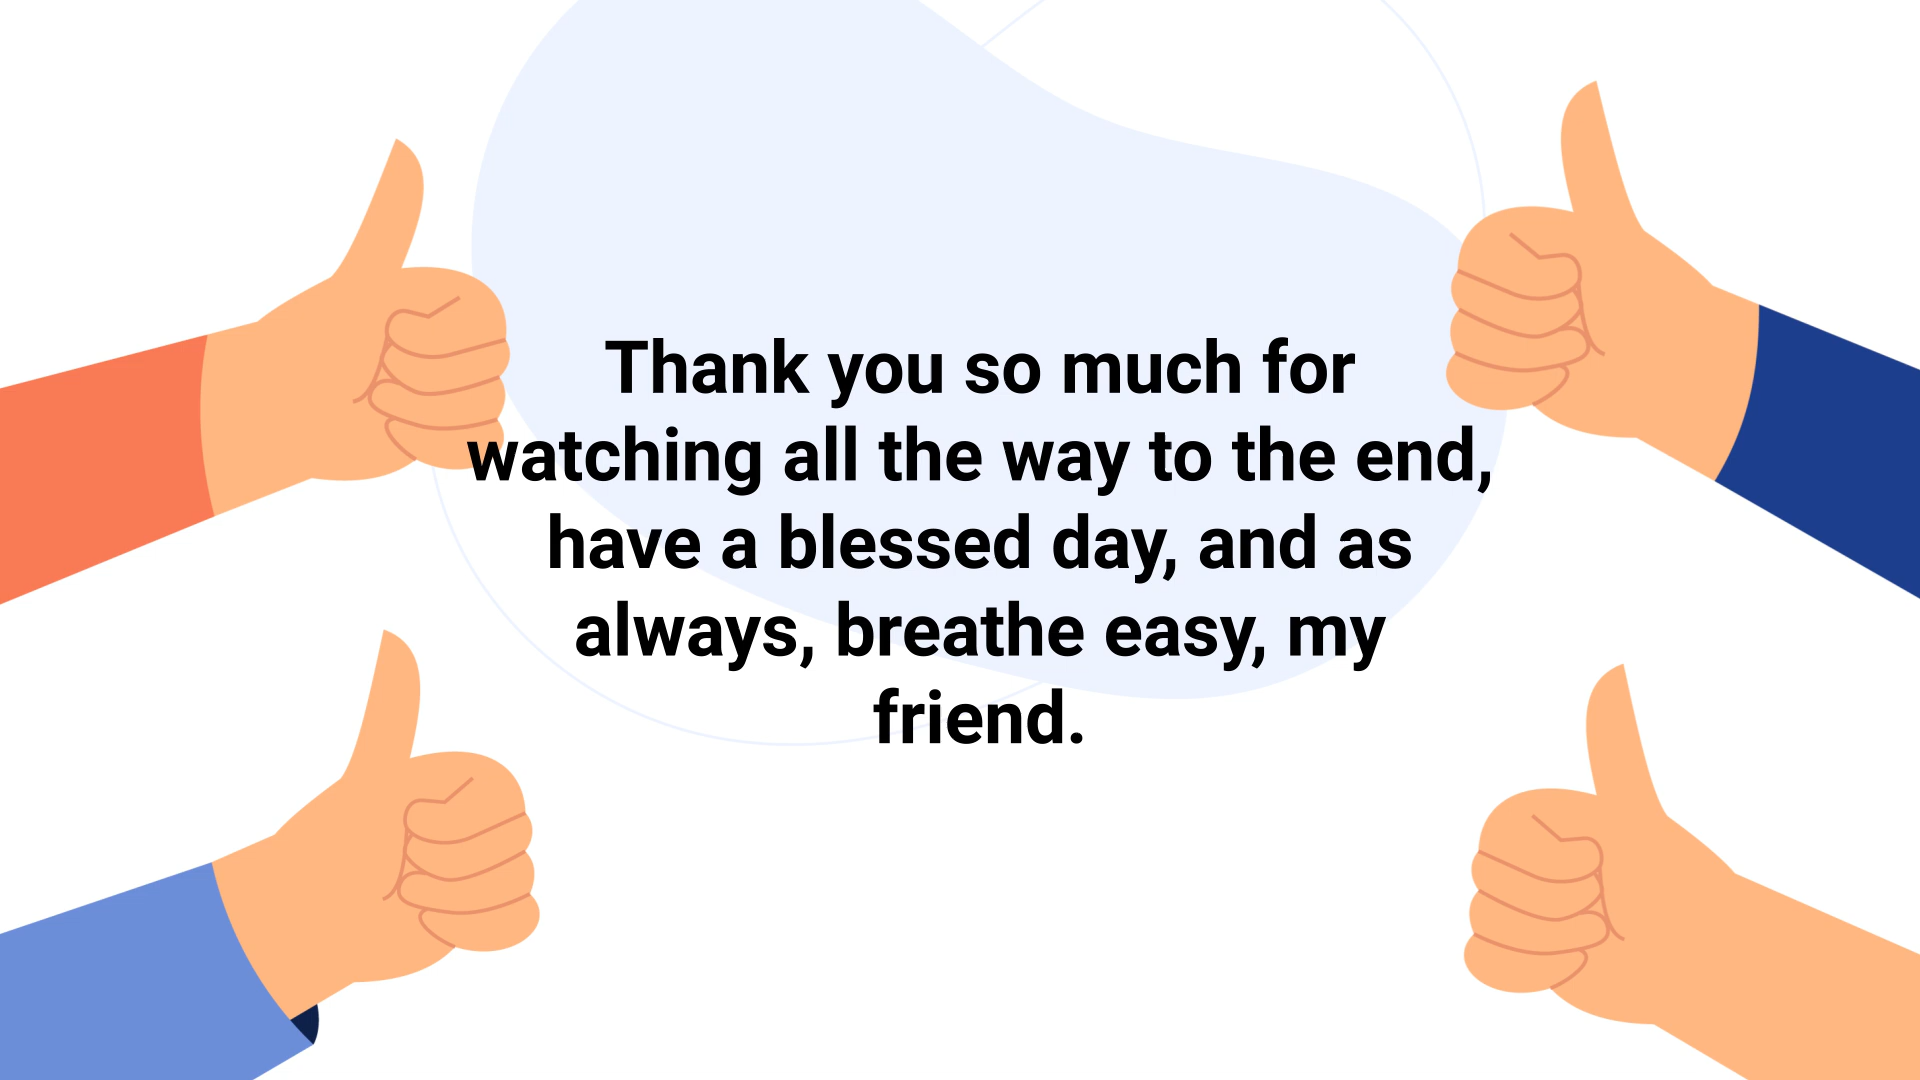 Thank you so much for
watching all the way to the end,
have a blessed day, and as
always, breathe easy, my
friend.